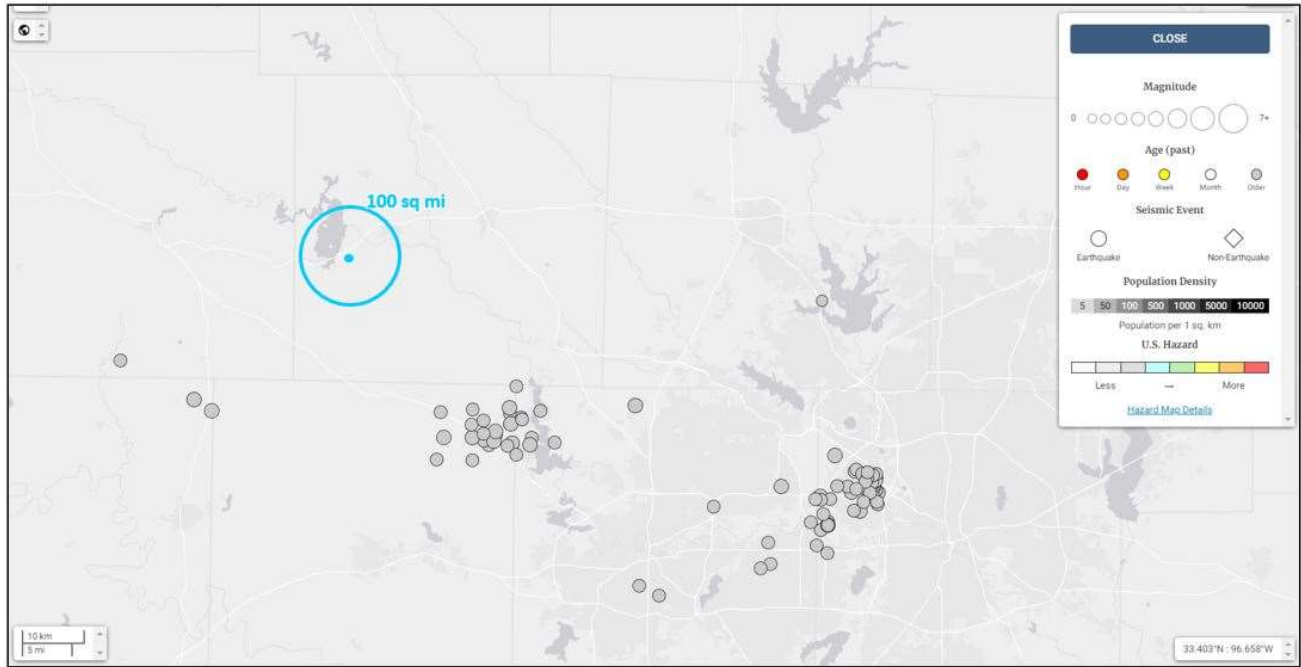 CLOSE
Magnitude
0 7+
Age (past)
Hour Day Week Month Older
Seismic Event
Earthquake Non-Earthquake
Population Density
5 50 100 500 1000 5000 10000
Population per 1 sq. km
U.S. Hazard
Less → More
Hazard Map Details
100 sq mi
10 km
5 mi
33.403°N : 96.658°W